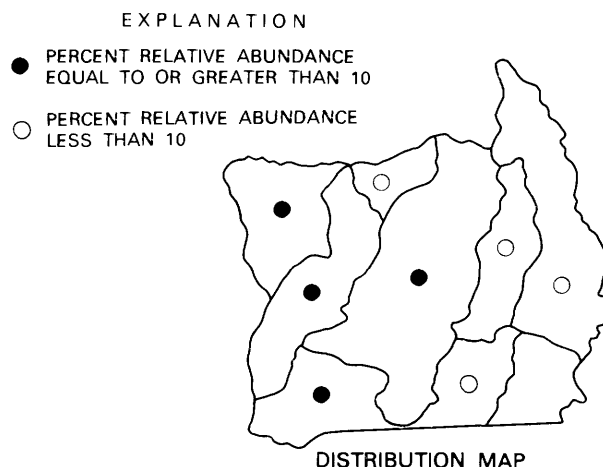 EXPLANATION
PERCENT RELATIVE ABUNDANCE
EQUAL TO OR GREATER THAN 10
PERCENT RELATIVE ABUNDANCE
LESS THAN 10
DISTRIBUTION MAP